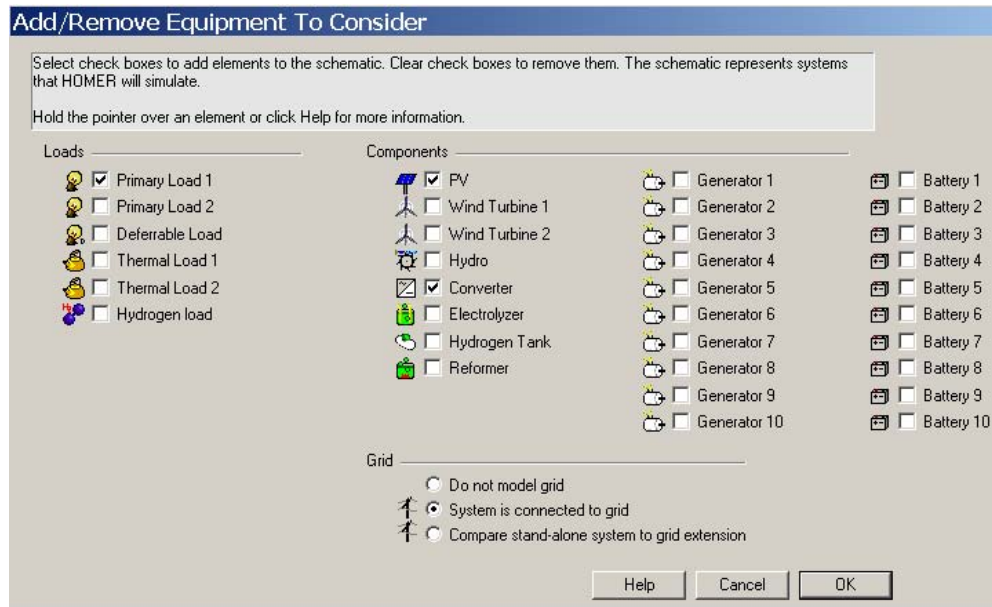 Add/Remove Equipment To Consider
Select check boxes to add elements to the schematic. Clear check boxes to remove them. The schematic represents systems
that HOMER will simulate.
Hold the pointer over an element or click Help for more information.
Loads
Primary Load 1
Primary Load 2
Deferrable Load
Thermal Load 1
Thermal Load 2
Hydrogen load
Components
PV
Wind Turbine 1
Wind Turbine 2
Hydro
Converter
Electrolyzer
Hydrogen Tank
Reformer
Generator 1
Generator 2
Generator 3
Generator 4
Generator 5
Generator 6
Generator 7
Generator 8
Generator 9
Generator 10
Battery 1
Battery 2
Battery 3
Battery 4
Battery 5
Battery 6
Battery 7
Battery 8
Battery 9
Battery 10
Grid
Do not model grid
System is connected to grid
Compare stand-alone system to grid extension
Help
Cancel
OK